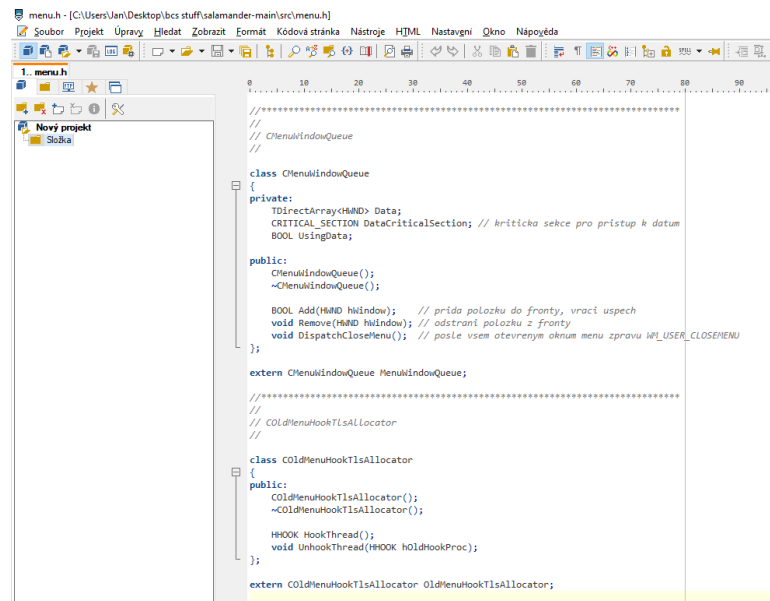 menu.h - [C:\Users\Jan\Desktop\bcs stuff\salamander-main\src\menu.h]
Soubor Projekt Úpravy Hledat Zobrazit Formát Kódová stránka Nástroje HTML Nastavení Okno Nápověda
1.. menu.h
0 10 20 30 40 50 60 70 80 90
Nový projekt
Složka
//*****************************************************************************
//
// CMenuWindowQueue
//
class CMenuWindowQueue
{
private:
TDirectArray<HWND> Data;
CRITICAL_SECTION DataCriticalSection; // kriticka sekce pro pristup k datum
BOOL UsingData;
public:
CMenuWindowQueue();
~CMenuWindowQueue();
BOOL Add(HWND hWindow); // prida polozku do fronty, vraci uspech
void Remove(HWND hWindow); // odstrani polozku z fronty
void DispatchCloseMenu(); // posle vsem otevrenym oknum menu zpravu WM_USER_CLOSEMENU
};
extern CMenuWindowQueue MenuWindowQueue;
//*****************************************************************************
//
// COldMenuHookTlsAllocator
//
class COldMenuHookTlsAllocator
{
public:
COldMenuHookTlsAllocator();
~COldMenuHookTlsAllocator();
HHOOK HookThread();
void UnhookThread(HHOOK hOldHookProc);
};
extern COldMenuHookTlsAllocator OldMenuHookTlsAllocator;